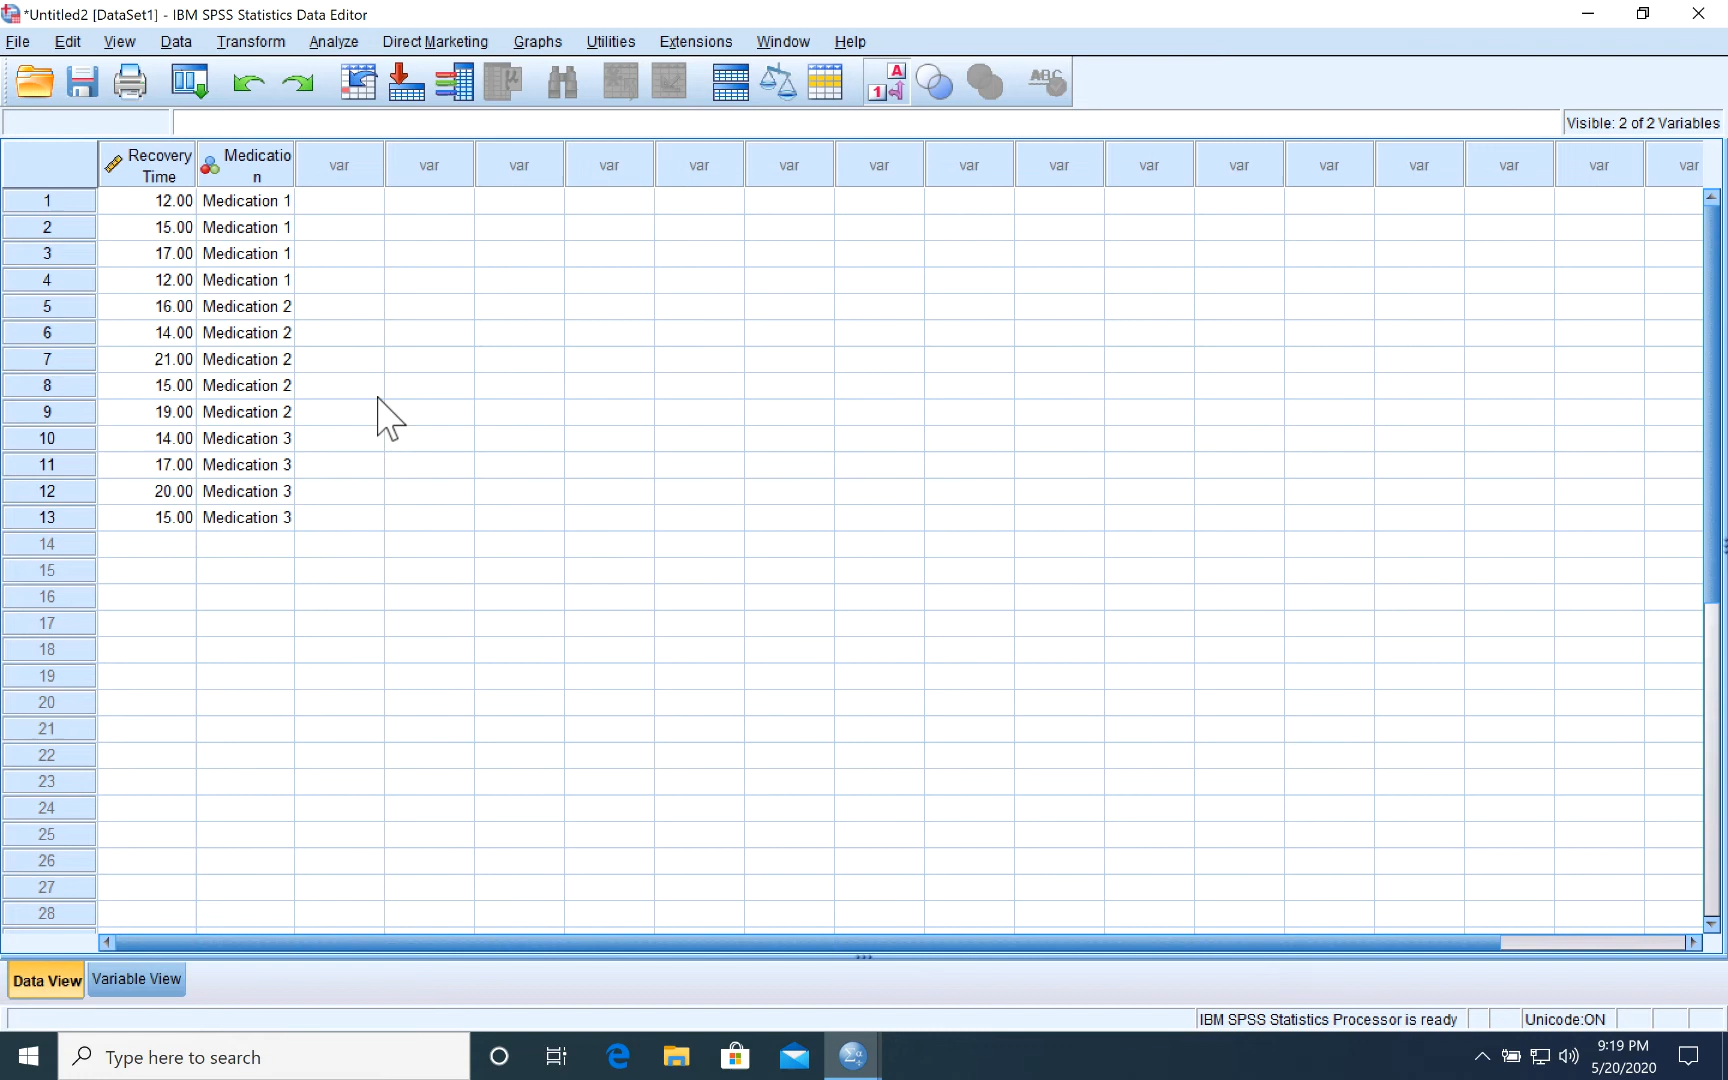 *Untitled2 [DataSet1] - IBM SPSS Statistics Data Editor
File Edit View Data Transform Analyze Direct Marketing Graphs Utilities Extensions Window Help
A
1
ABC
Visible: 2 of 2 Variables
Recovery Time Medicatio n var var var var var var var var var var var var var var var var
1 12.00 Medication 1
2 15.00 Medication 1
3 17.00 Medication 1
4 12.00 Medication 1
5 16.00 Medication 2
6 14.00 Medication 2
7 21.00 Medication 2
8 15.00 Medication 2
9 19.00 Medication 2
10 14.00 Medication 3
11 17.00 Medication 3
12 20.00 Medication 3
13 15.00 Medication 3
14
15
16
17
18
19
20
21
22
23
24
25
26
27
28
Data View Variable View
IBM SPSS Statistics Processor is ready Unicode:ON
Type here to search
9:19 PM
5/20/2020